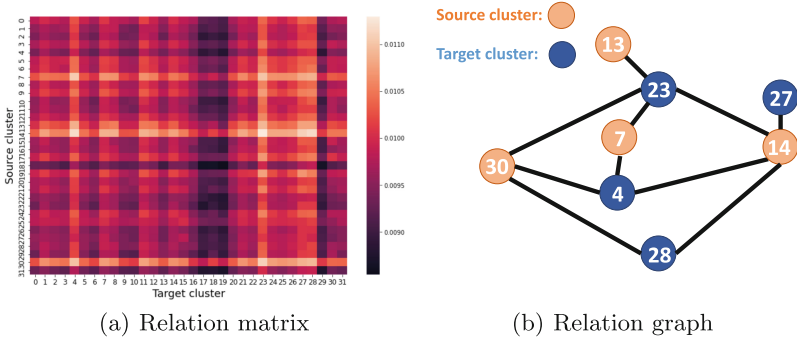 Source cluster:
Target cluster:
13
23
27
7
14
30
4
28
0.0110
0.0105
0.0100
0.0095
0.0090
Source cluster
0 1 2 3 4 5 6 7 8 9 10 11 12 13 14 15 16 17 18 19 20 21 22 23 24 25 26 27 28 29 30 31
Target cluster
(a) Relation matrix
(b) Relation graph